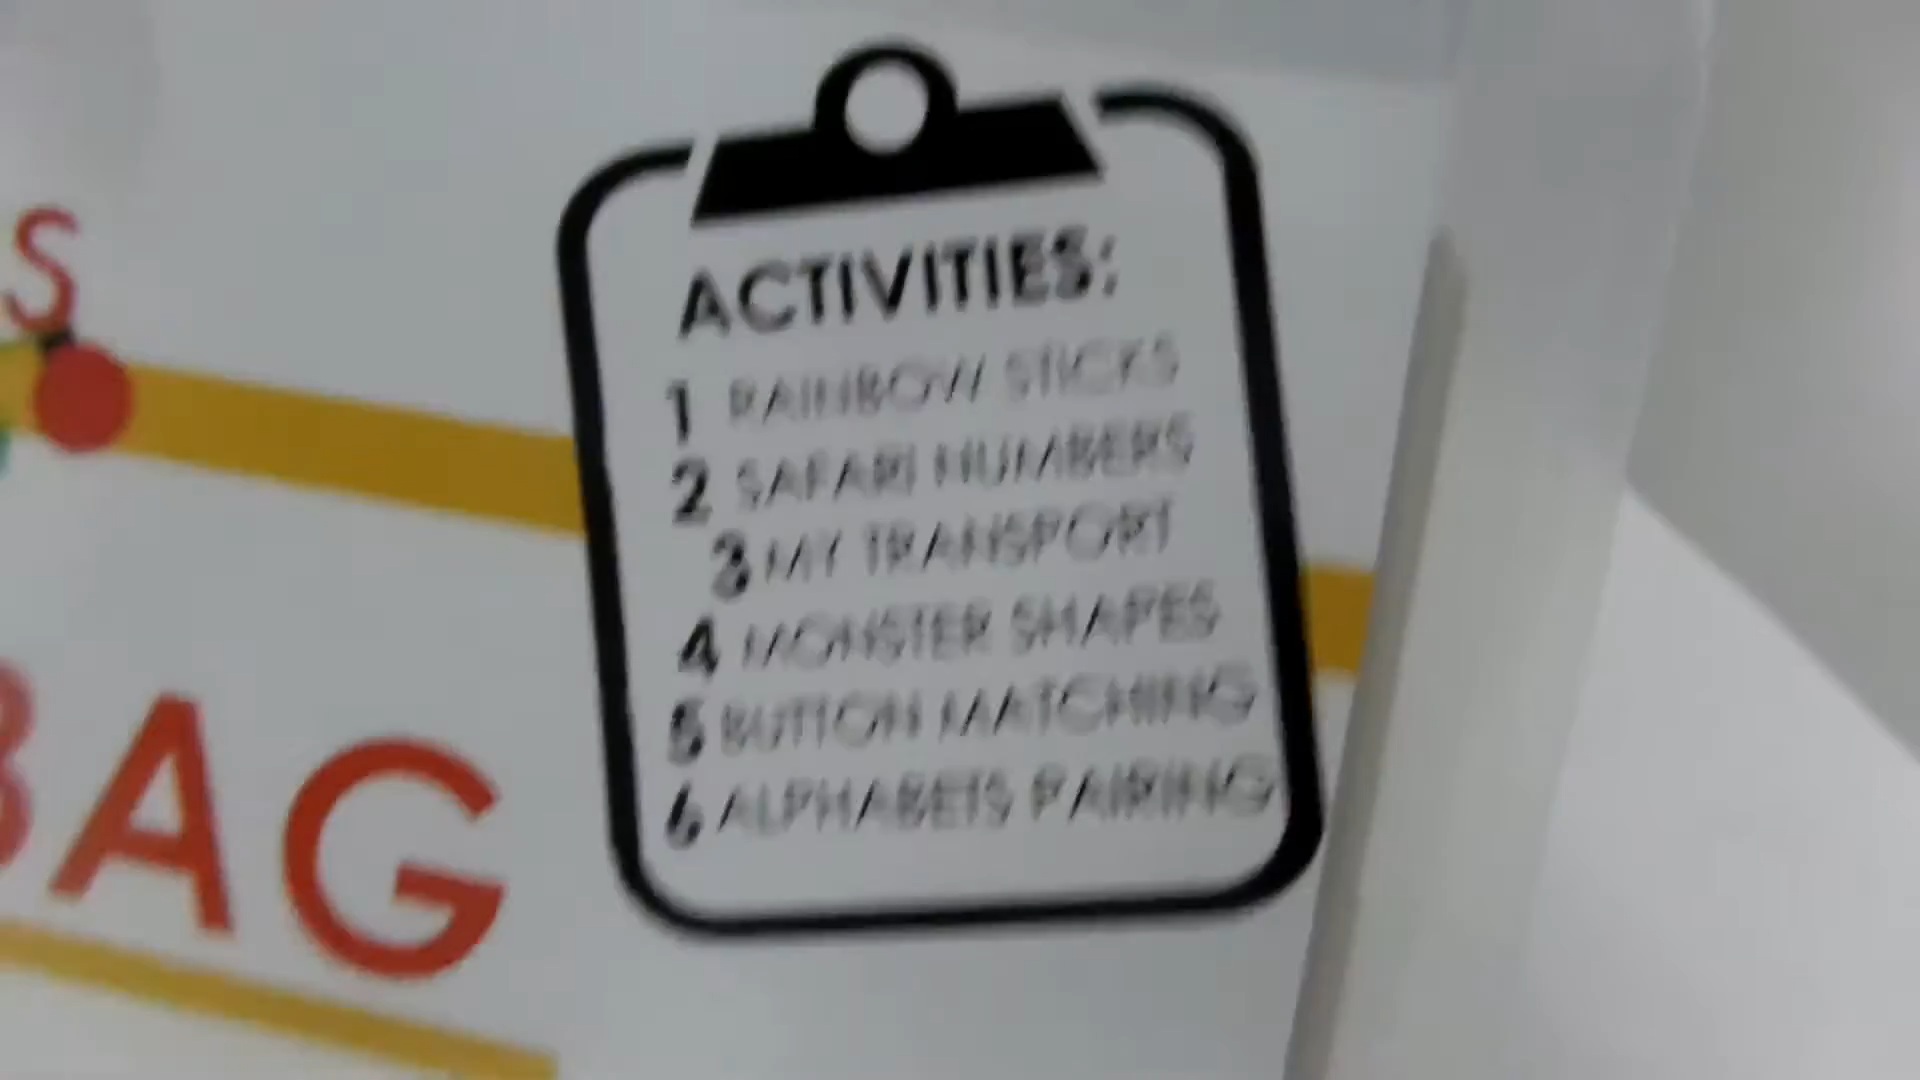 S
BAG
ACTIVITIES:
1 RAINBOW STICKS
2 SAFARI NUMBERS
3 MY TRANSPORT
4 MONSTER SHAPES
5 BUTTON MATCHING
6 ALPHABETS PAIRING